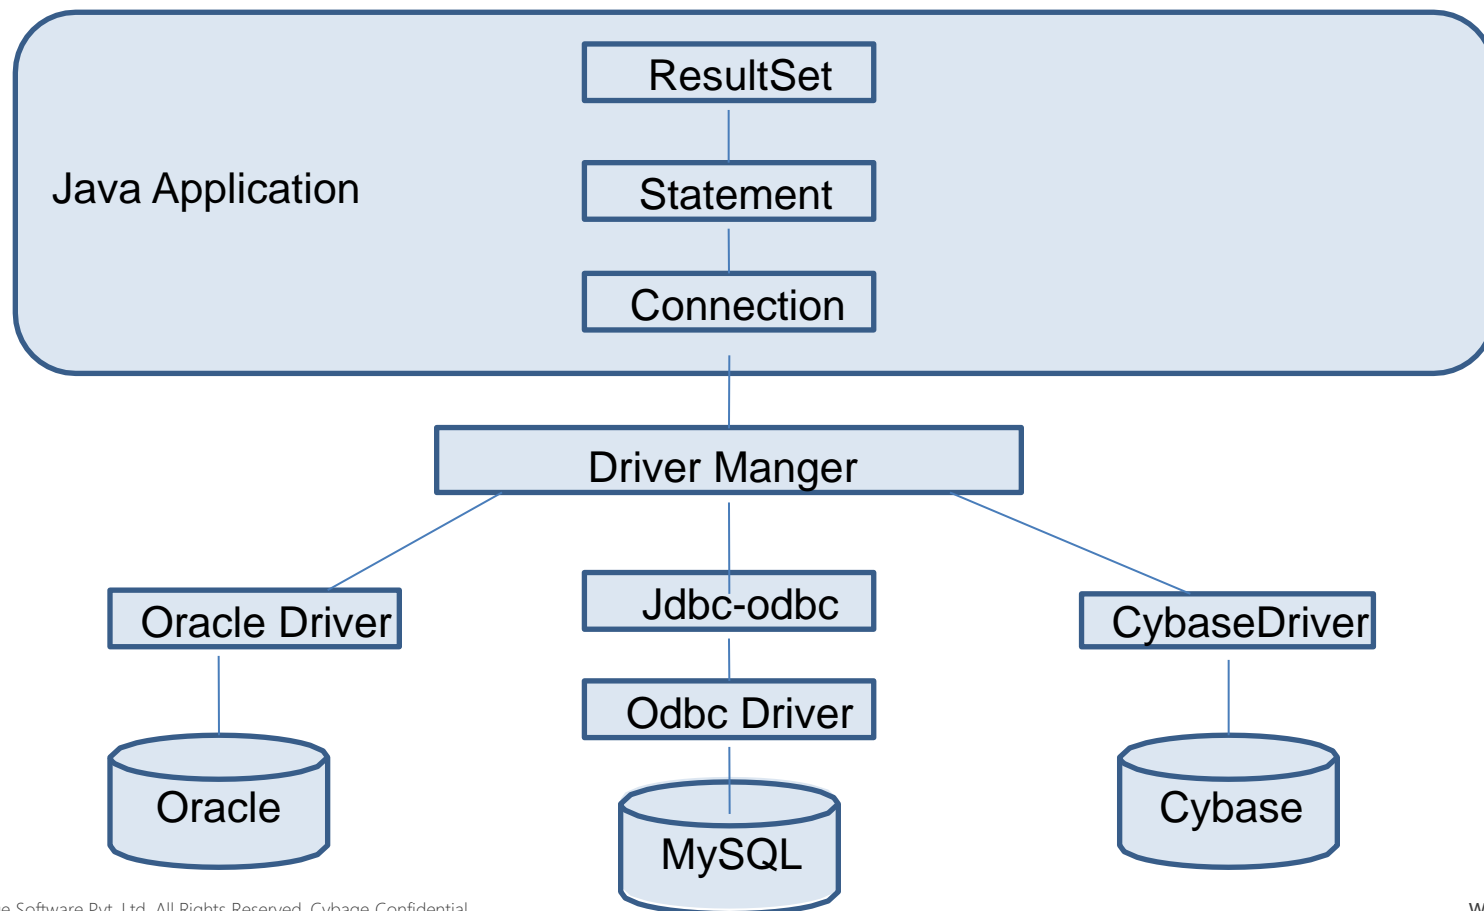 ResultSet
Java Application
Statement
Connection
Driver Manger
Oracle Driver
Jdbc-odbc
CybaseDriver
Odbc Driver
Oracle
MySQL
Cybase
e Software Pvt. Ltd. All Rights Reserved. Cybage Confidential